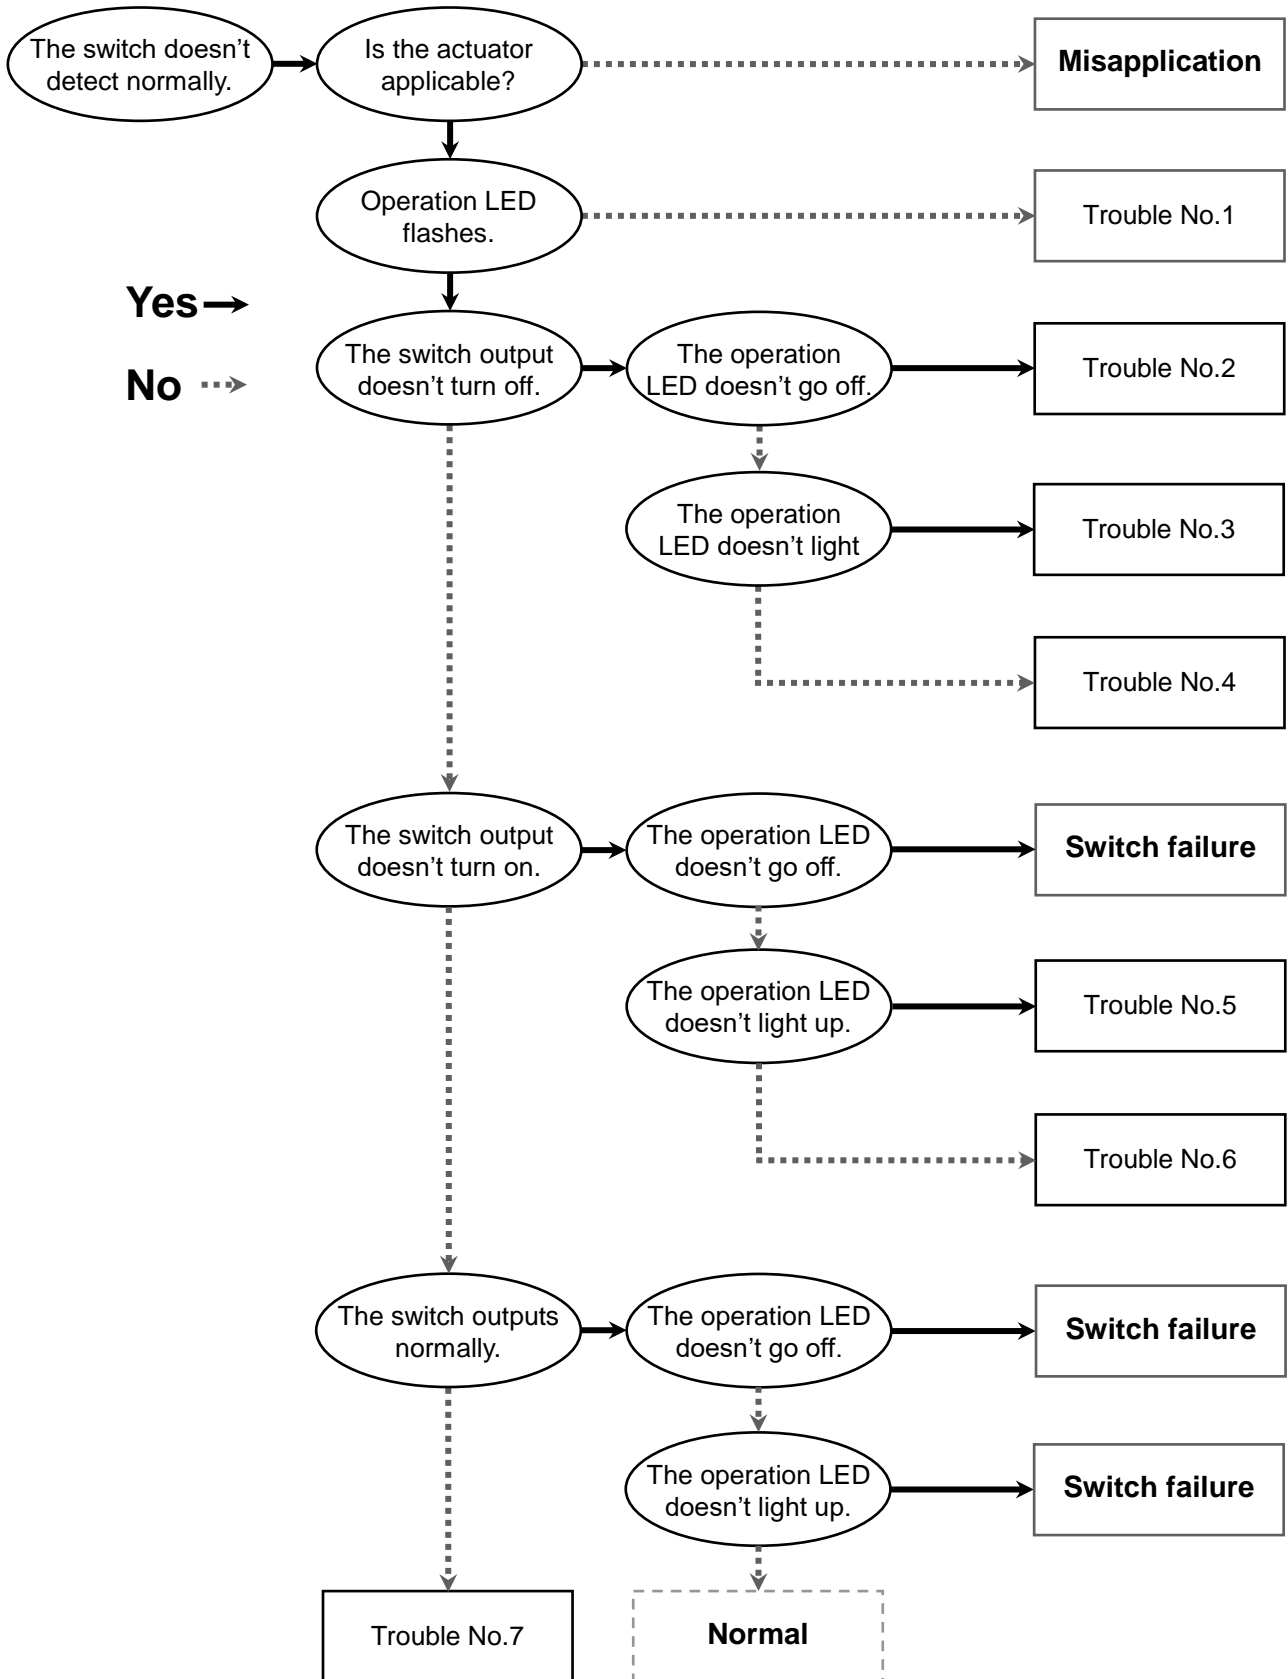 The switch doesn't
detect normally.
Is the actuator
applicable?
Misapplication
Operation LED
flashes.
Trouble No.1
Yes
No
The switch output
doesn't turn off.
The operation
LED doesn't go off.
Trouble No.2
The operation
LED doesn't light
Trouble No.3
Trouble No.4
The switch output
doesn't turn on.
The operation LED
doesn't go off.
Switch failure
The operation LED
doesn't light up.
Trouble No.5
Trouble No.6
The switch outputs
normally.
The operation LED
doesn't go off.
Switch failure
The operation LED
doesn't light up.
Switch failure
Trouble No.7
Normal